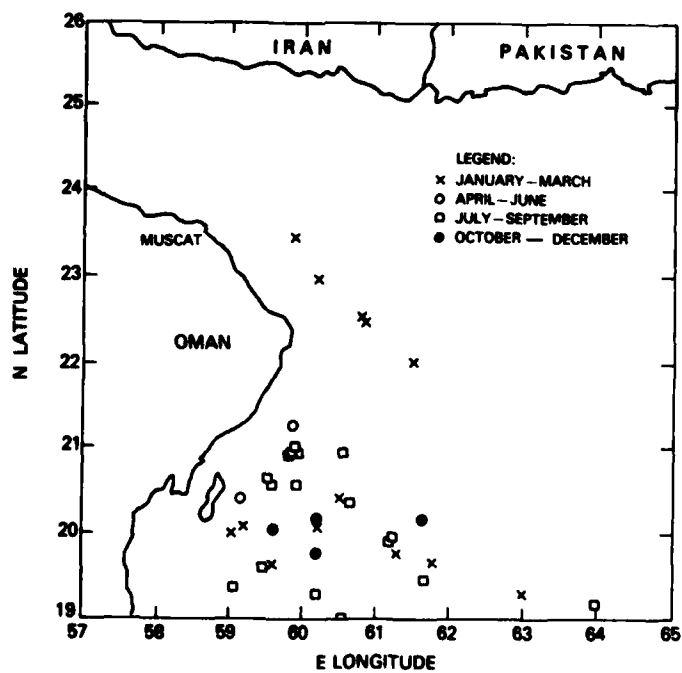 26
IRAN
PAKISTAN
25
LEGEND:
× JANUARY – MARCH
○ APRIL – JUNE
□ JULY – SEPTEMBER
● OCTOBER — DECEMBER
24
MUSCAT
23
OMAN
22
21
20
19
N LATITUDE
57 58 59 60 61 62 63 64 65
E LONGITUDE